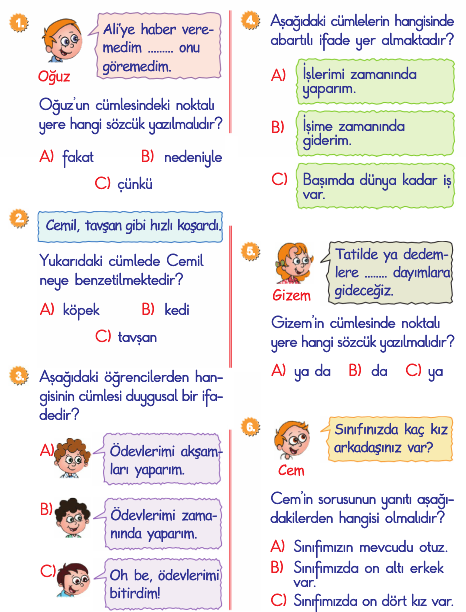 1.
Ali'ye haber vere-
medim ......... onu
göremedim.
Oğuz
Oğuz'un cümlesindeki noktalı
yere hangi sözcük yazılmalıdır?
A) fakat B) nedeniyle
C) çünkü
2.
Cemil, tavşan gibi hızlı koşardı.
Yukarıdaki cümlede Cemil
neye benzetilmektedir?
A) köpek B) kedi
C) tavşan
3.
Aşağıdaki öğrencilerden han-
gisinin cümlesi duygusal bir ifa-
dedir?
A) Ödevlerimi akşam-
ları yaparım.
B) Ödevlerimi zama-
nında yaparım.
C) Oh be, ödevlerimi
bitirdim!
4.
Aşağıdaki cümlelerin hangisinde
abartılı ifade yer almaktadır?
A) İşlerimi zamanında
yaparım.
B) İşime zamanında
giderim.
C) Başımda dünya kadar iş
var.
5.
Tatilde ya dedem-
lere ........ dayımlara
gideceğiz.
Gizem
Gizem'in cümlesinde noktalı
yere hangi sözcük yazılmalıdır?
A) ya da B) da C) ya
6.
Sınıfınızda kaç kız
arkadaşınız var?
Cem
Cem'in sorusunun yanıtı aşağı-
dakilerden hangisi olmalıdır?
A) Sınıfımızın mevcudu otuz.
B) Sınıfımızda on altı erkek
var.
C) Sınıfımızda on dört kız var.